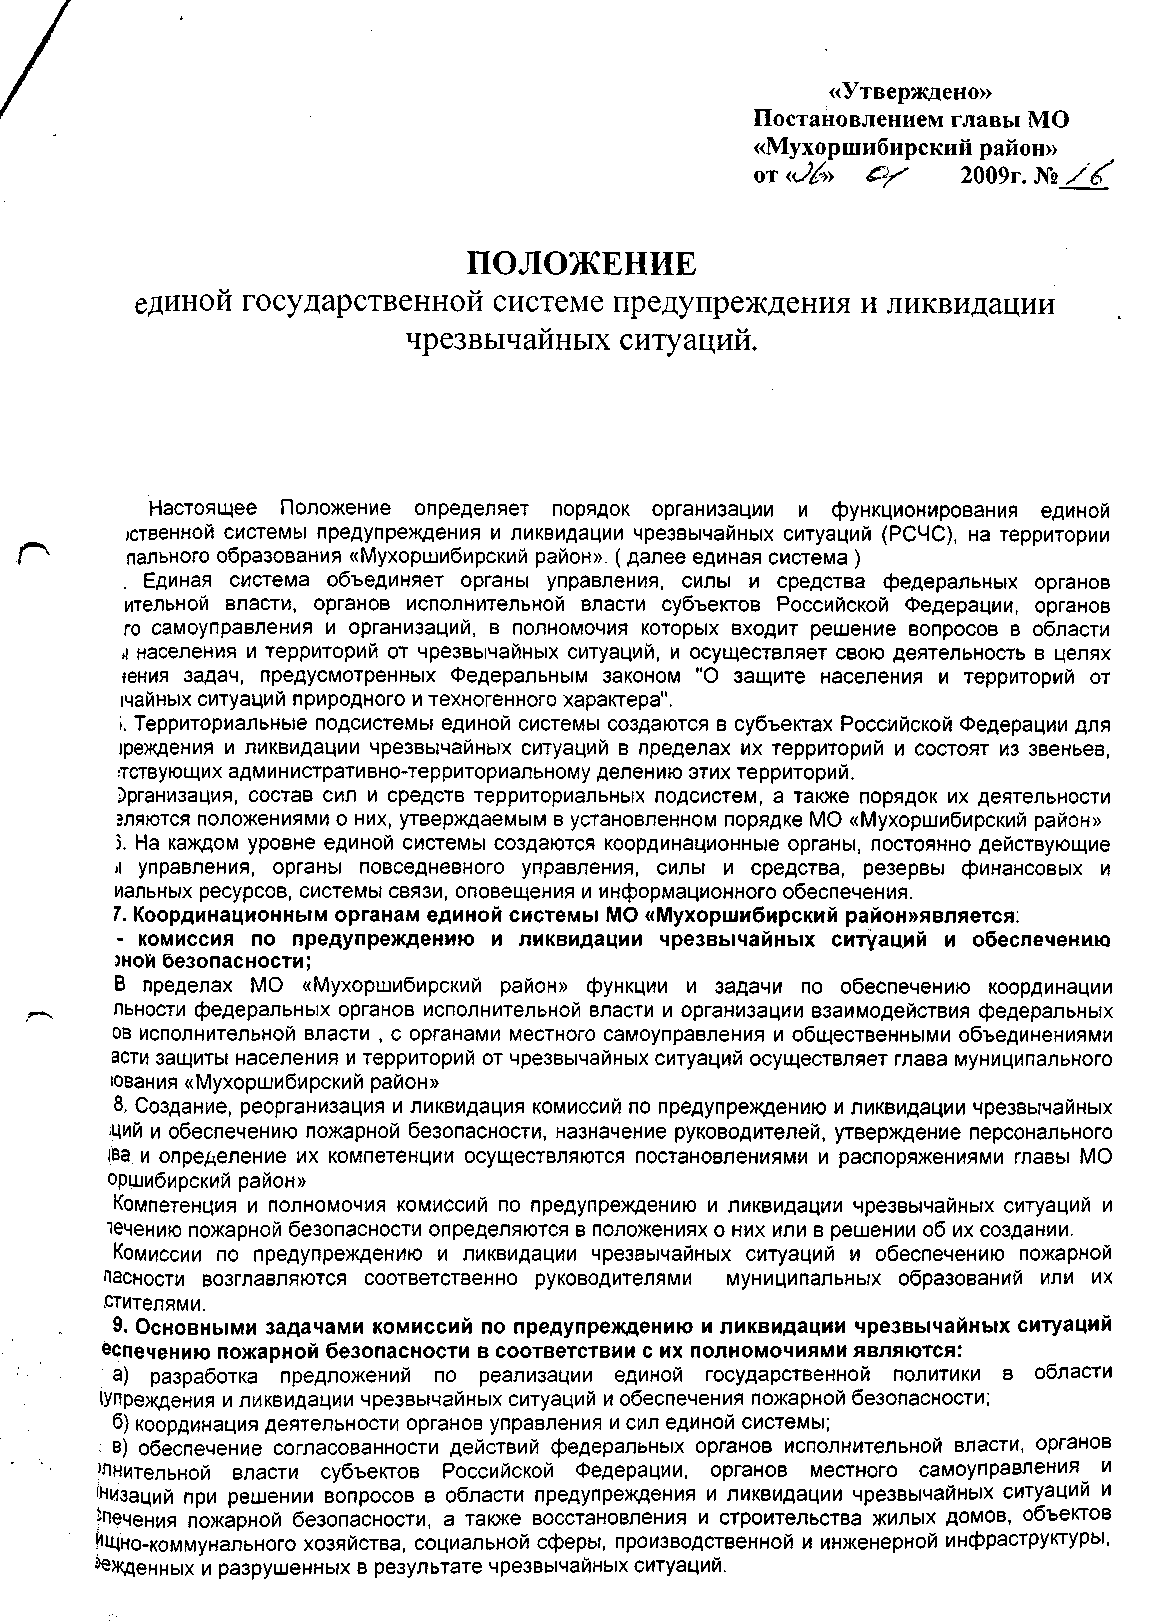 «Утверждено»
Постановлением главы МО
«Мухоршибирский район»
от «26» 01 2009г. № 16
ПОЛОЖЕНИЕ
единой государственной системе предупреждения и ликвидации
чрезвычайных ситуаций.
Настоящее Положение определяет порядок организации и функционирования единой
ственной системы предупреждения и ликвидации чрезвычайных ситуаций (РСЧС), на территории
пального образования «Мухоршибирский район». ( далее единая система )
. Единая система объединяет органы управления, силы и средства федеральных органов
ительной власти, органов исполнительной власти субъектов Российской Федерации, органов
го самоуправления и организаций, в полномочия которых входит решение вопросов в области
населения и территорий от чрезвычайных ситуаций, и осуществляет свою деятельность в целях
ения задач, предусмотренных Федеральным законом "О защите населения и территорий от
чайных ситуаций природного и техногенного характера".
. Территориальные подсистемы единой системы создаются в субъектах Российской Федерации для
реждения и ликвидации чрезвычайных ситуаций в пределах их территорий и состоят из звеньев,
тствующих административно-территориальному делению этих территорий.
Организация, состав сил и средств территориальных подсистем, а также порядок их деятельности
еляются положениями о них, утверждаемым в установленном порядке МО «Мухоршибирский район»
6. На каждом уровне единой системы создаются координационные органы, постоянно действующие
ы управления, органы повседневного управления, силы и средства, резервы финансовых и
иальных ресурсов, системы связи, оповещения и информационного обеспечения.
7. Координационным органам единой системы МО «Мухоршибирский район»является:
- комиссия по предупреждению и ликвидации чрезвычайных ситуаций и обеспечению
ной безопасности;
В пределах МО «Мухоршибирский район» функции и задачи по обеспечению координации
льности федеральных органов исполнительной власти и организации взаимодействия федеральных
ов исполнительной власти , с органами местного самоуправления и общественными объединениями
асти защиты населения и территорий от чрезвычайных ситуаций осуществляет глава муниципального
ования «Мухоршибирский район»
8. Создание, реорганизация и ликвидация комиссий по предупреждению и ликвидации чрезвычайных
ций и обеспечению пожарной безопасности, назначение руководителей, утверждение персонального
ва и определение их компетенции осуществляются постановлениями и распоряжениями главы МО
оршибирский район»
Компетенция и полномочия комиссий по предупреждению и ликвидации чрезвычайных ситуаций и
печению пожарной безопасности определяются в положениях о них или в решении об их создании.
Комиссии по предупреждению и ликвидации чрезвычайных ситуаций и обеспечению пожарной
пасности возглавляются соответственно руководителями муниципальных образований или их
стителями.
9. Основными задачами комиссий по предупреждению и ликвидации чрезвычайных ситуаций
еспечению пожарной безопасности в соответствии с их полномочиями являются:
а) разработка предложений по реализации единой государственной политики в области
упреждения и ликвидации чрезвычайных ситуаций и обеспечения пожарной безопасности;
б) координация деятельности органов управления и сил единой системы;
в) обеспечение согласованности действий федеральных органов исполнительной власти, органов
лнительной власти субъектов Российской Федерации, органов местного самоуправления и
низаций при решении вопросов в области предупреждения и ликвидации чрезвычайных ситуаций и
печения пожарной безопасности, а также восстановления и строительства жилых домов, объектов
ищно-коммунального хозяйства, социальной сферы, производственной и инженерной инфраструктуры,
ежденных и разрушенных в результате чрезвычайных ситуаций.